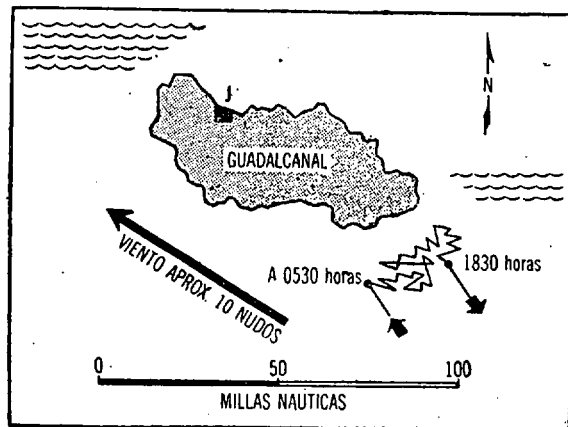 J
N
GUADALCANAL
A 0530 horas
1830 horas
VIENTO APROX. 10 NUDOS
0 50 100
MILLAS NAUTICAS